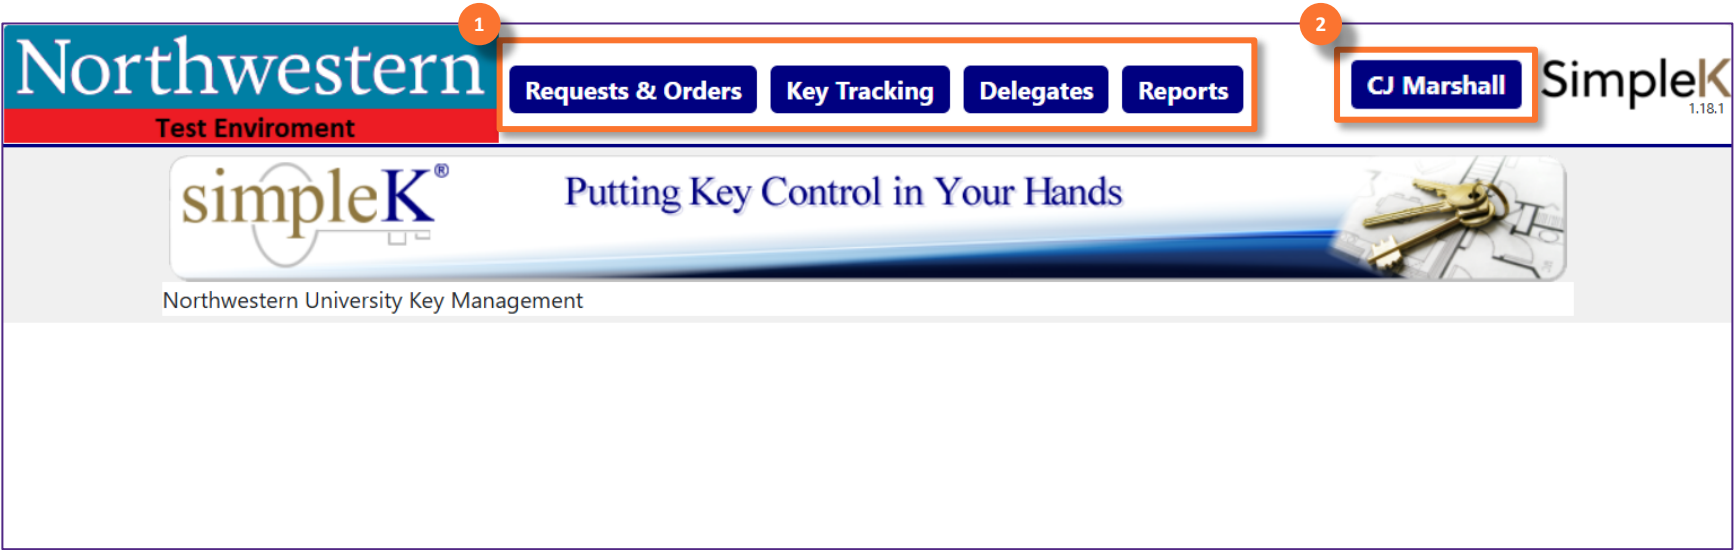 1
2
Northwestern
Test Enviroment
Requests & Orders
Key Tracking
Delegates
Reports
CJ Marshall
SimpleK
1.18.1
simpleK®
Putting Key Control in Your Hands
Northwestern University Key Management